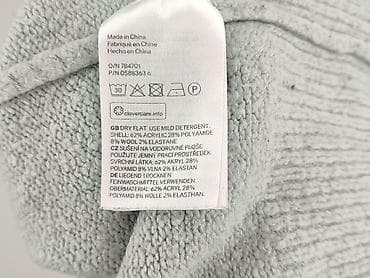 Made in China
Fabriqué en Chine
Hecho en China
O/N 784701
P/N 0588363 6
30 P
clevercare.info
GB DRY FLAT. USE MILD DETERGENT.
SHELL: 62% ACRYLIC 28% POLYAMIDE
8% WOOL 2% ELASTANE
CZ SUŠENÍ NA VODOROVNÉ PLOŠE
POUŽIJTE JEMNÝ PRACÍ PROSTŘEDEK.
SVRCHNÍ LÁTKA: 62% AKRYL 28%
POLYAMID 8% VLNA 2% ELASTAN
DE LIEGEND TROCKNEN
FEINWASCHMITTEL VERWENDEN
OBERMATERIAL: 62% ACRYL 28%
POLYAMID 8% WOLLE 2% ELASTHAN